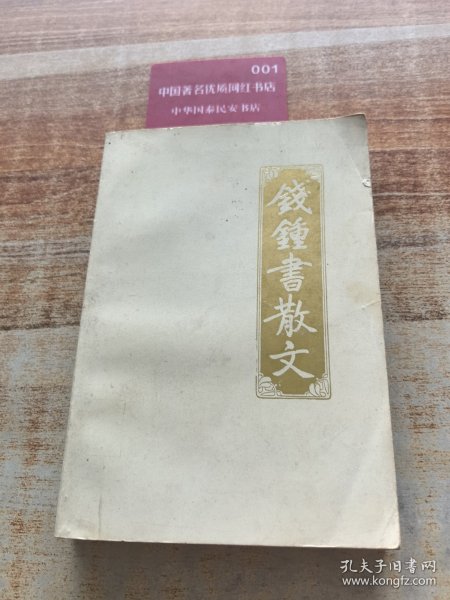 001
中国著名优质网红书店
中华国泰民安书店
錢鍾書散文
孔夫子旧书网
www.kongfz.com